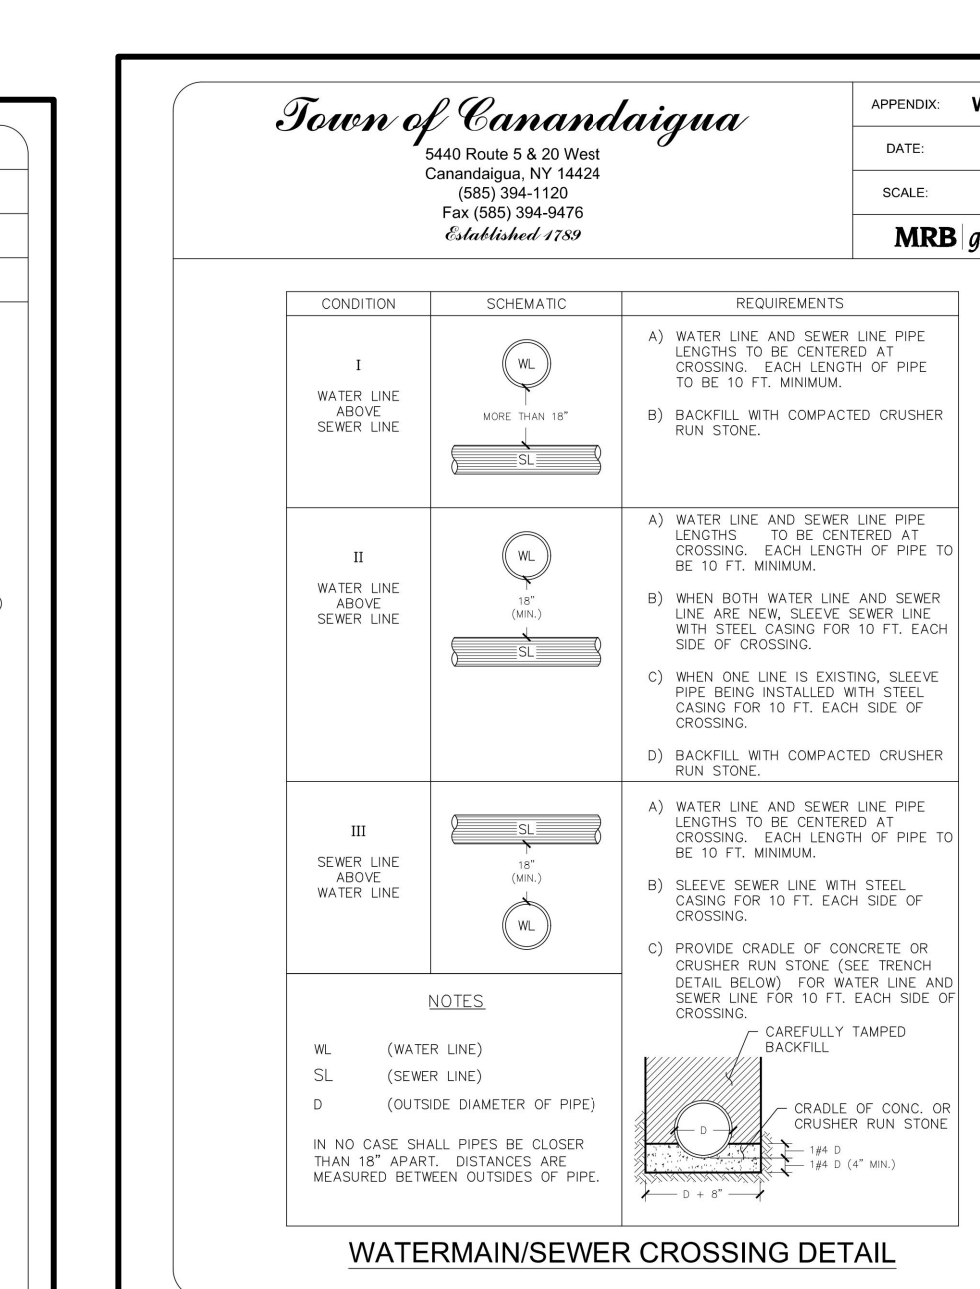 Town of Canandaigua
5440 Route 5 & 20 West
Canandaigua, NY 14424
(585) 394-1120
Fax (585) 394-9476
Established 1789
APPENDIX:
DATE:
SCALE:
MRB
CONDITION
SCHEMATIC
REQUIREMENTS
I
WATER LINE
ABOVE
SEWER LINE
WL
MORE THAN 18"
SL
A) WATER LINE AND SEWER LINE PIPE
LENGTHS TO BE CENTERED AT
CROSSING. EACH LENGTH OF PIPE
TO BE 10 FT. MINIMUM.
B) BACKFILL WITH COMPACTED CRUSHER
RUN STONE.
II
WATER LINE
ABOVE
SEWER LINE
WL
18"
(MIN.)
SL
A) WATER LINE AND SEWER LINE PIPE
LENGTHS TO BE CENTERED AT
CROSSING. EACH LENGTH OF PIPE TO
BE 10 FT. MINIMUM.
B) WHEN BOTH WATER LINE AND SEWER
LINE ARE NEW, SLEEVE SEWER LINE
WITH STEEL CASING FOR 10 FT. EACH
SIDE OF CROSSING.
C) WHEN ONE LINE IS EXISTING, SLEEVE
PIPE BEING INSTALLED WITH STEEL
CASING FOR 10 FT. EACH SIDE OF
CROSSING.
D) BACKFILL WITH COMPACTED CRUSHER
RUN STONE.
III
SEWER LINE
ABOVE
WATER LINE
SL
18"
(MIN.)
WL
A) WATER LINE AND SEWER LINE PIPE
LENGTHS TO BE CENTERED AT
CROSSING. EACH LENGTH OF PIPE TO
BE 10 FT. MINIMUM.
B) SLEEVE SEWER LINE WITH STEEL
CASING FOR 10 FT. EACH SIDE OF
CROSSING.
C) PROVIDE CRADLE OF CONCRETE OR
CRUSHER RUN STONE (SEE TRENCH
DETAIL BELOW) FOR WATER LINE AND
SEWER LINE FOR 10 FT. EACH SIDE OF
CROSSING.
CAREFULLY TAMPED
BACKFILL
CRADLE OF CONC. OR
CRUSHER RUN STONE
D
1#4 D
1#4 D (4" MIN.)
D + 8"
NOTES
WL (WATER LINE)
SL (SEWER LINE)
D (OUTSIDE DIAMETER OF PIPE)
IN NO CASE SHALL PIPES BE CLOSER
THAN 18" APART. DISTANCES ARE
MEASURED BETWEEN OUTSIDES OF PIPE.
WATERMAIN/SEWER CROSSING DETAIL